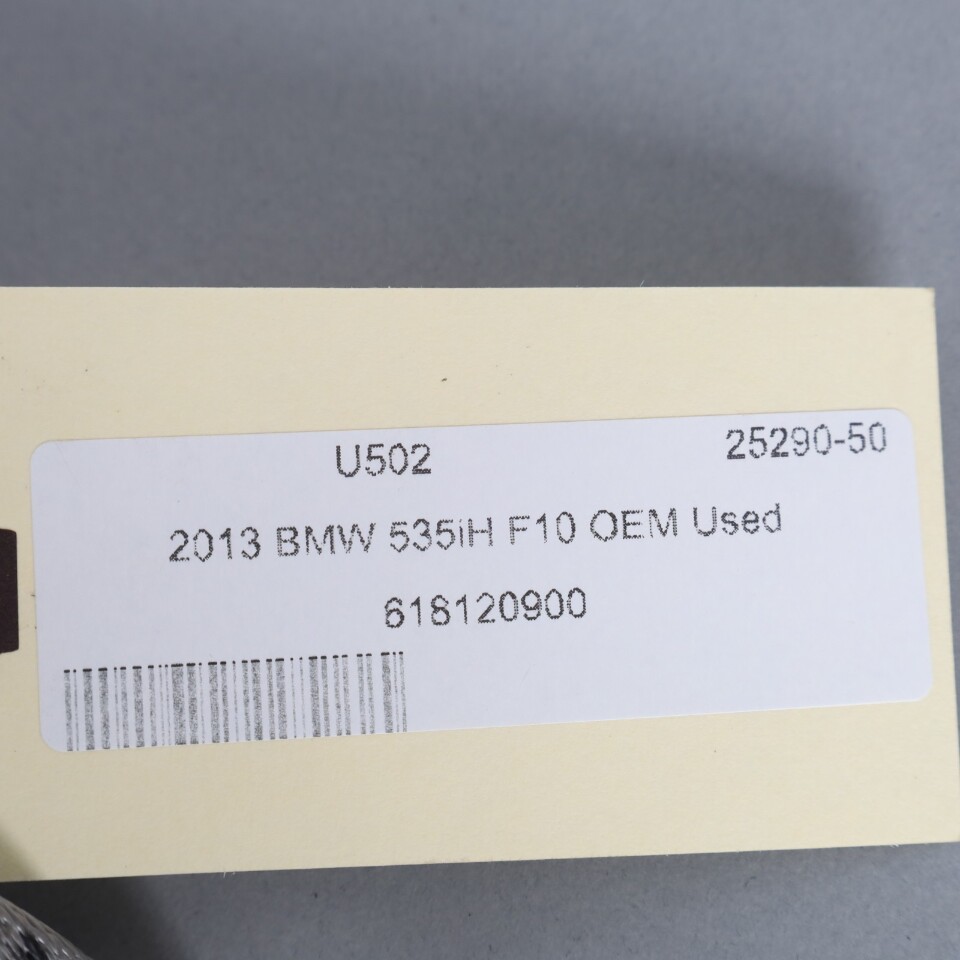 U502 25290-50
2013 BMW 535iH F10 OEM Used
618120900